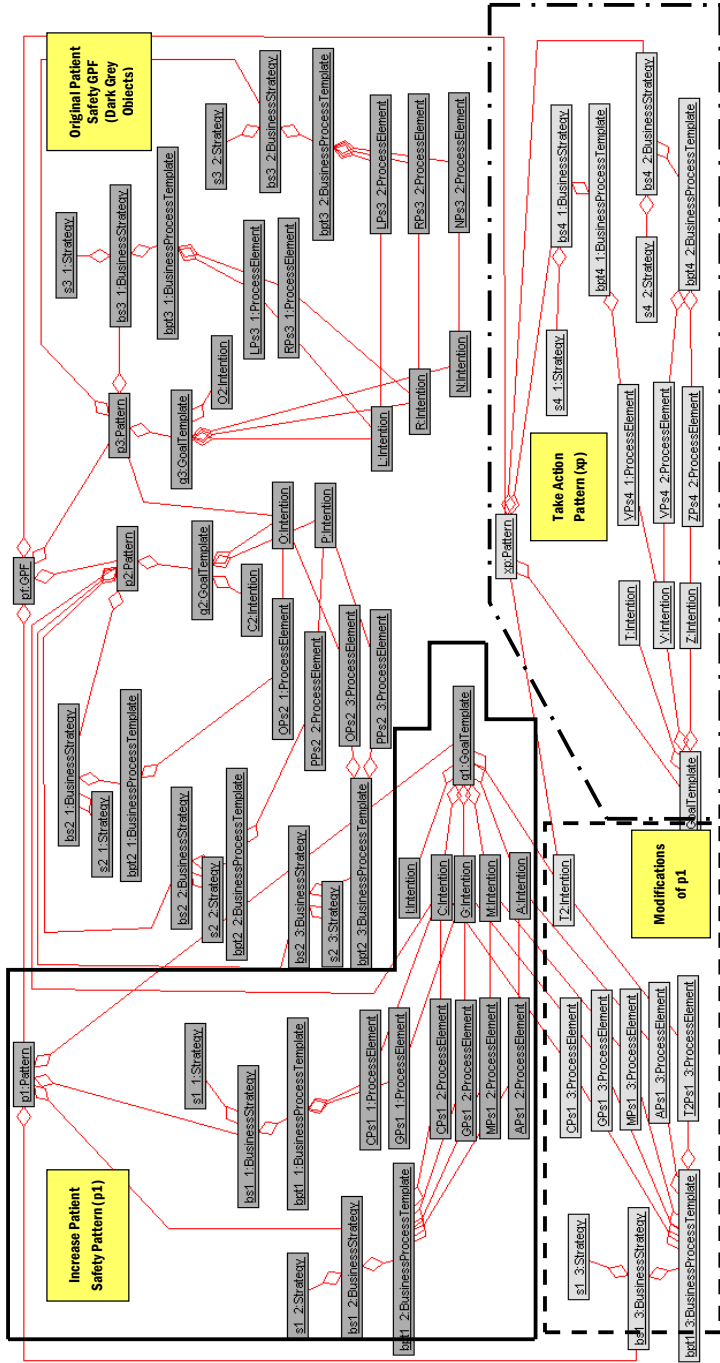 Increase Patient
Safety Pattern (p1)
p1:Pattern
s1_1:Strategy
bs1_1:BusinessStrategy
bpt1_1:BusinessProcessTemplate
CPs1_1:ProcessElement
GPs1_1:ProcessElement
s1_2:Strategy
bs1_2:BusinessStrategy
bpt1_2:BusinessProcessTemplate
CPs1_2:ProcessElement
GPs1_2:ProcessElement
MPs1_2:ProcessElement
APs1_2:ProcessElement
I:Intention
C:Intention
G:Intention
M:Intention
A:Intention
g1:GoalTemplate
pf:GPF
bs2_1:BusinessStrategy
s2_1:Strategy
bpt2_1:BusinessProcessTemplate
bs2_2:BusinessStrategy
s2_2:Strategy
bpt2_2:BusinessProcessTemplate
bs2_3:BusinessStrategy
s2_3:Strategy
bpt2_3:BusinessProcessTemplate
p2:Pattern
g2:GoalTemplate
C2:Intention
O:Intention
P:Intention
OPs2_1:ProcessElement
PPs2_2:ProcessElement
OPs2_3:ProcessElement
PPs2_3:ProcessElement
Original Patient
Safety GPF
(Dark Grey
Objects)
s3_1:Strategy
bs3_1:BusinessStrategy
bpt3_1:BusinessProcessTemplate
p3:Pattern
g3:GoalTemplate
O2:Intention
LPs3_1:ProcessElement
RPs3_1:ProcessElement
s3_2:Strategy
bs3_2:BusinessStrategy
bpt3_2:BusinessProcessTemplate
LPs3_2:ProcessElement
RPs3_2:ProcessElement
NPs3_2:ProcessElement
L:Intention
R:Intention
N:Intention
s1_3:Strategy
bs1_3:BusinessStrategy
bpt1_3:BusinessProcessTemplate
CPs1_3:ProcessElement
GPs1_3:ProcessElement
MPs1_3:ProcessElement
APs1_3:ProcessElement
T2Ps1_3:ProcessElement
T2:Intention
Modifications
of p1
GoalTemplate
xp:Pattern
Take Action
Pattern (xp)
T:Intention
V:Intention
Z:Intention
VPs4_1:ProcessElement
VPs4_2:ProcessElement
ZPs4_2:ProcessElement
s4_1:Strategy
bs4_1:BusinessStrategy
bpt4_1:BusinessProcessTemplate
s4_2:Strategy
bs4_2:BusinessStrategy
bpt4_2:BusinessProcessTemplate